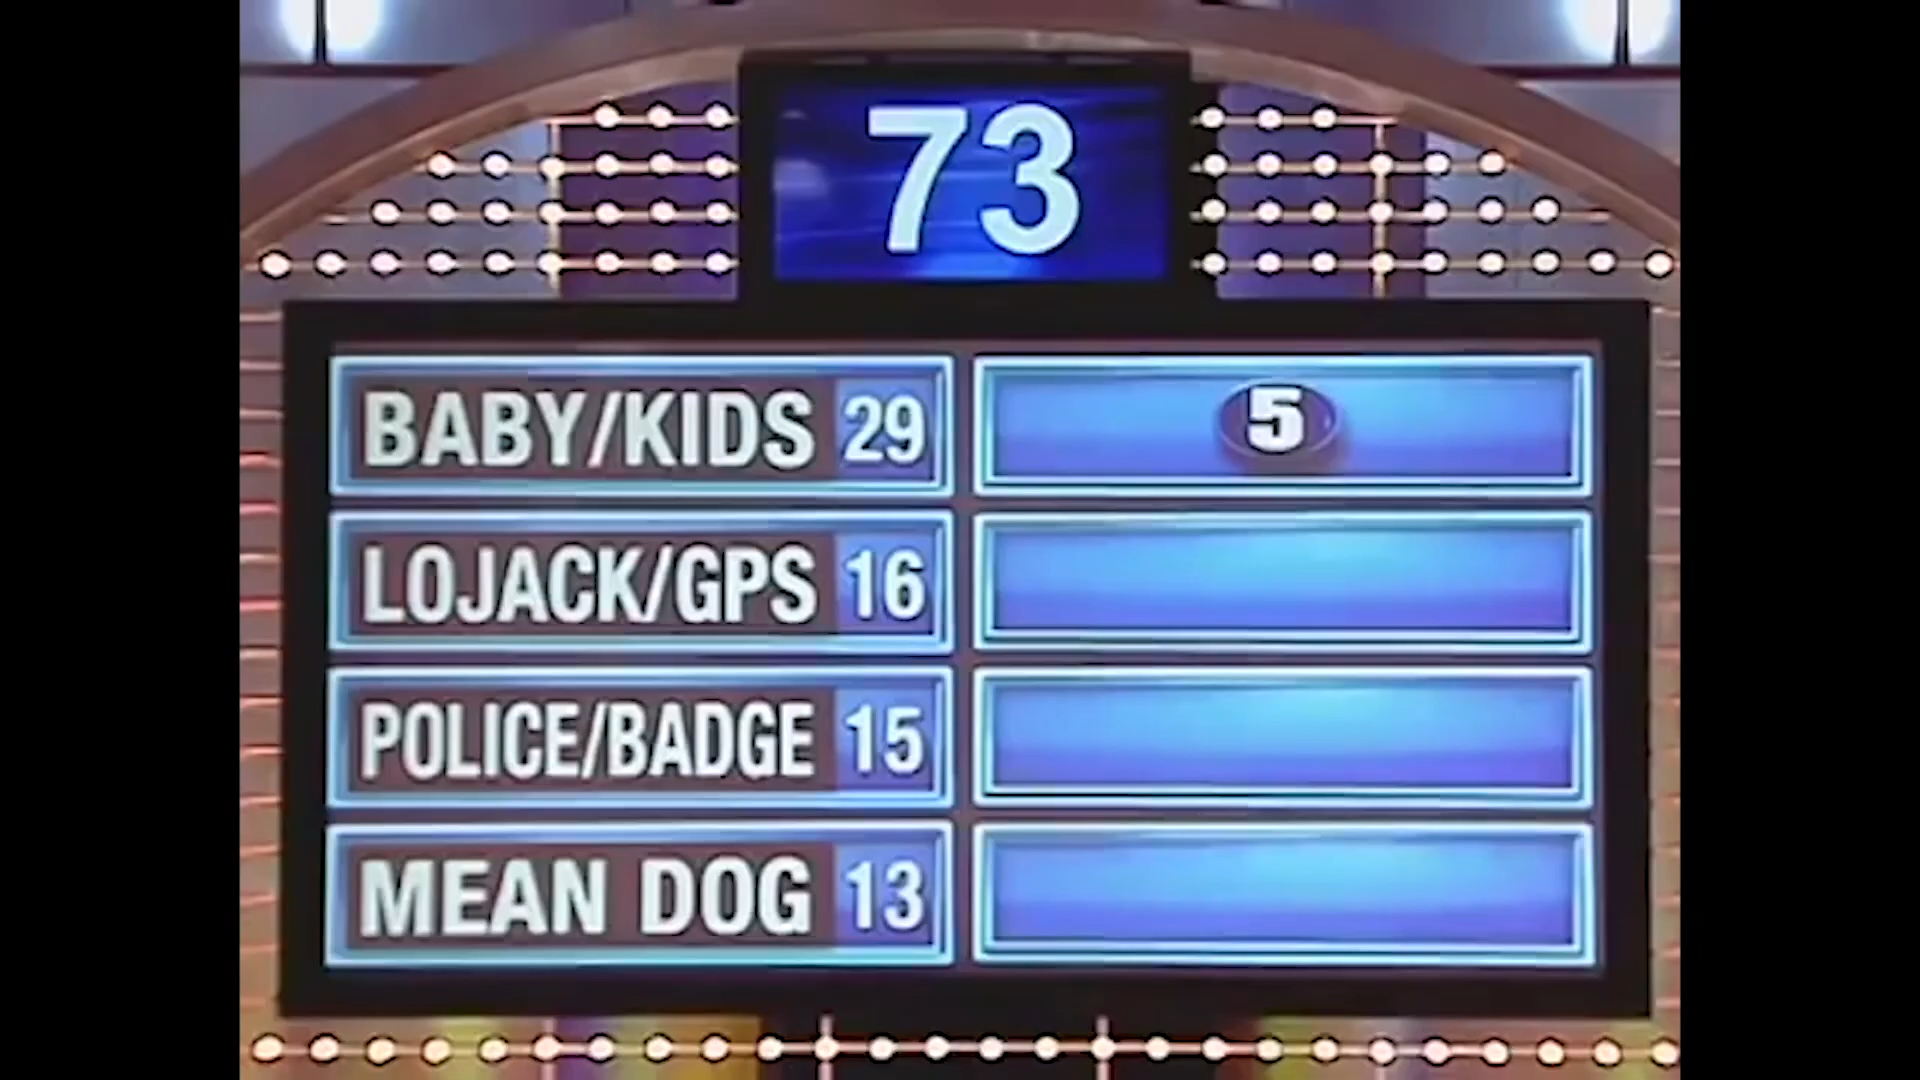 73
BABY/KIDS 29
5
LOJACK/GPS 16
POLICE/BADGE 15
MEAN DOG 13